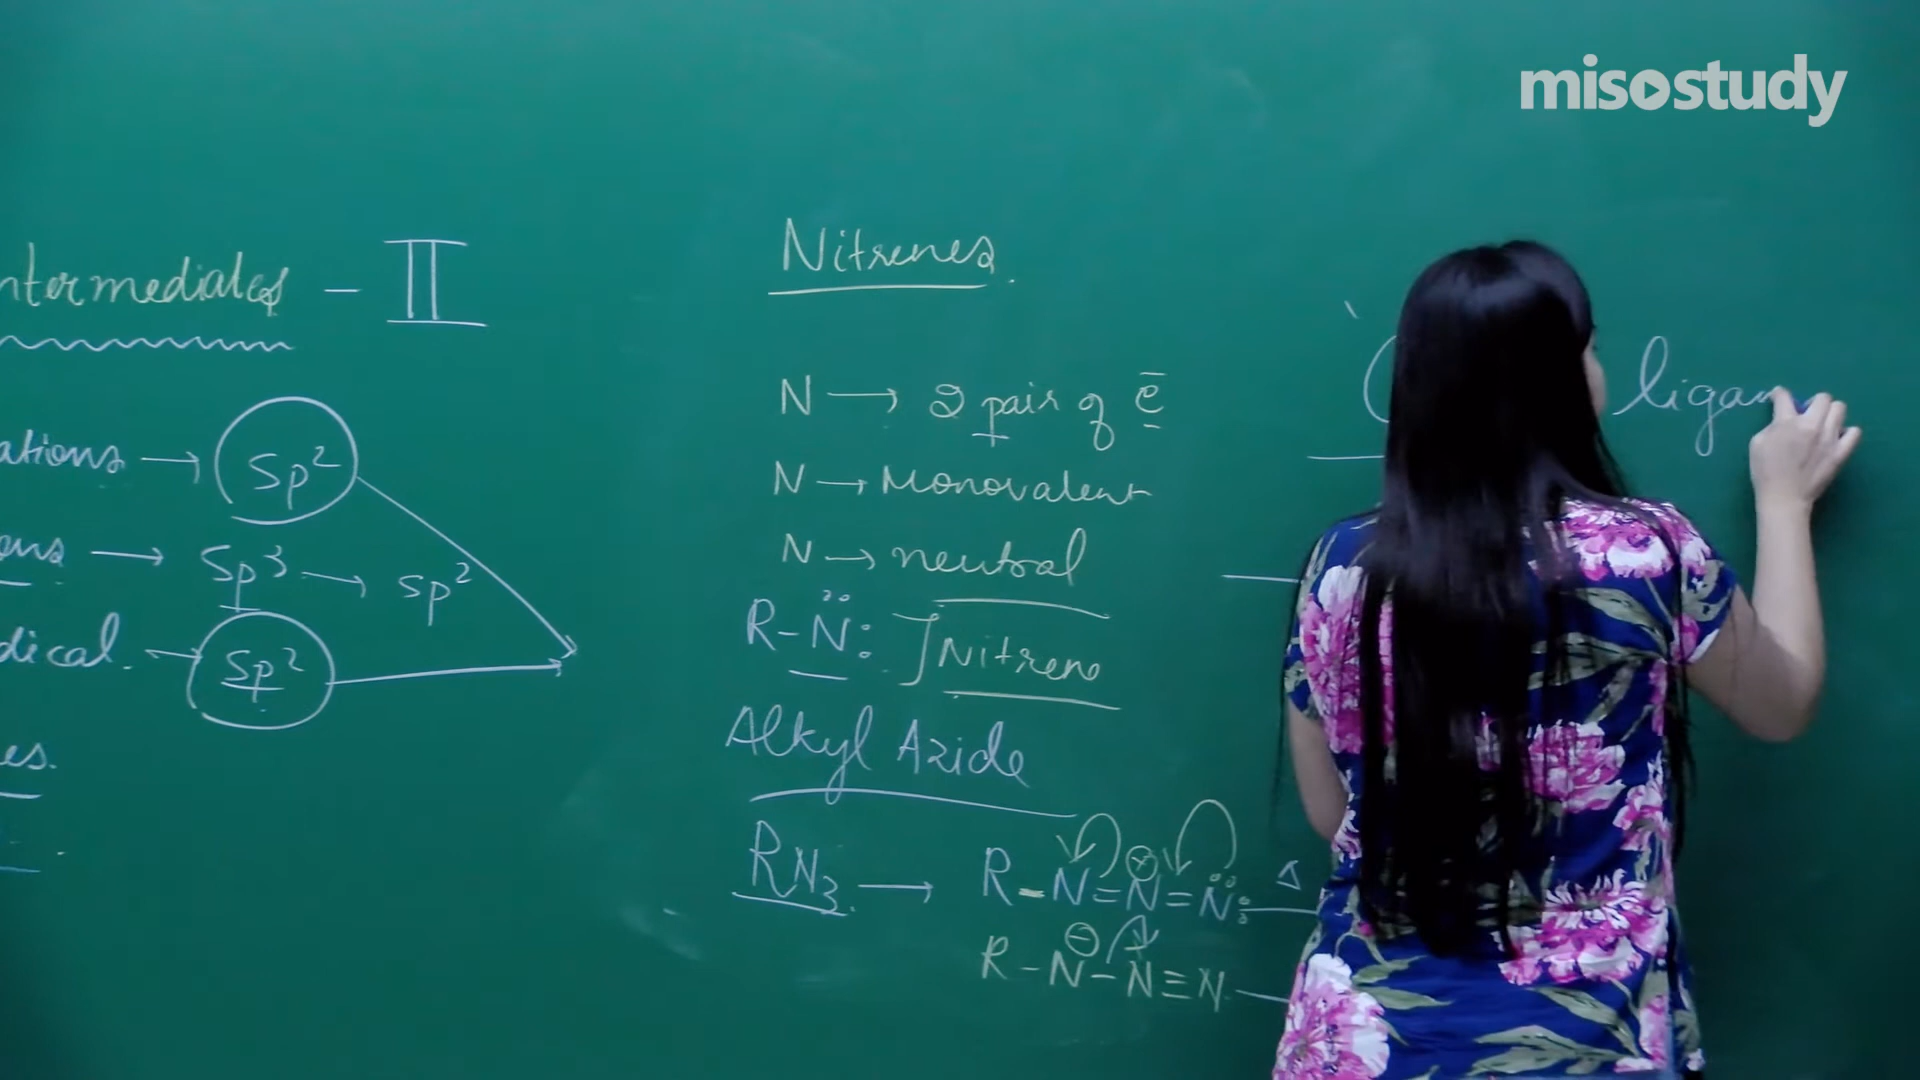 misostudy
ntermediates - II
ations → sp²
ons → sp³ → sp²
dical. → sp²
es.
Nitrenes.
N → 2 pair of ē
N → Monovalent
N → neutral
R-N̈: ] Nitrene
Alkyl Azide
RN₃. → R-N=N⊕=N̈: Δ
R-N⊖-N≡N
ligan